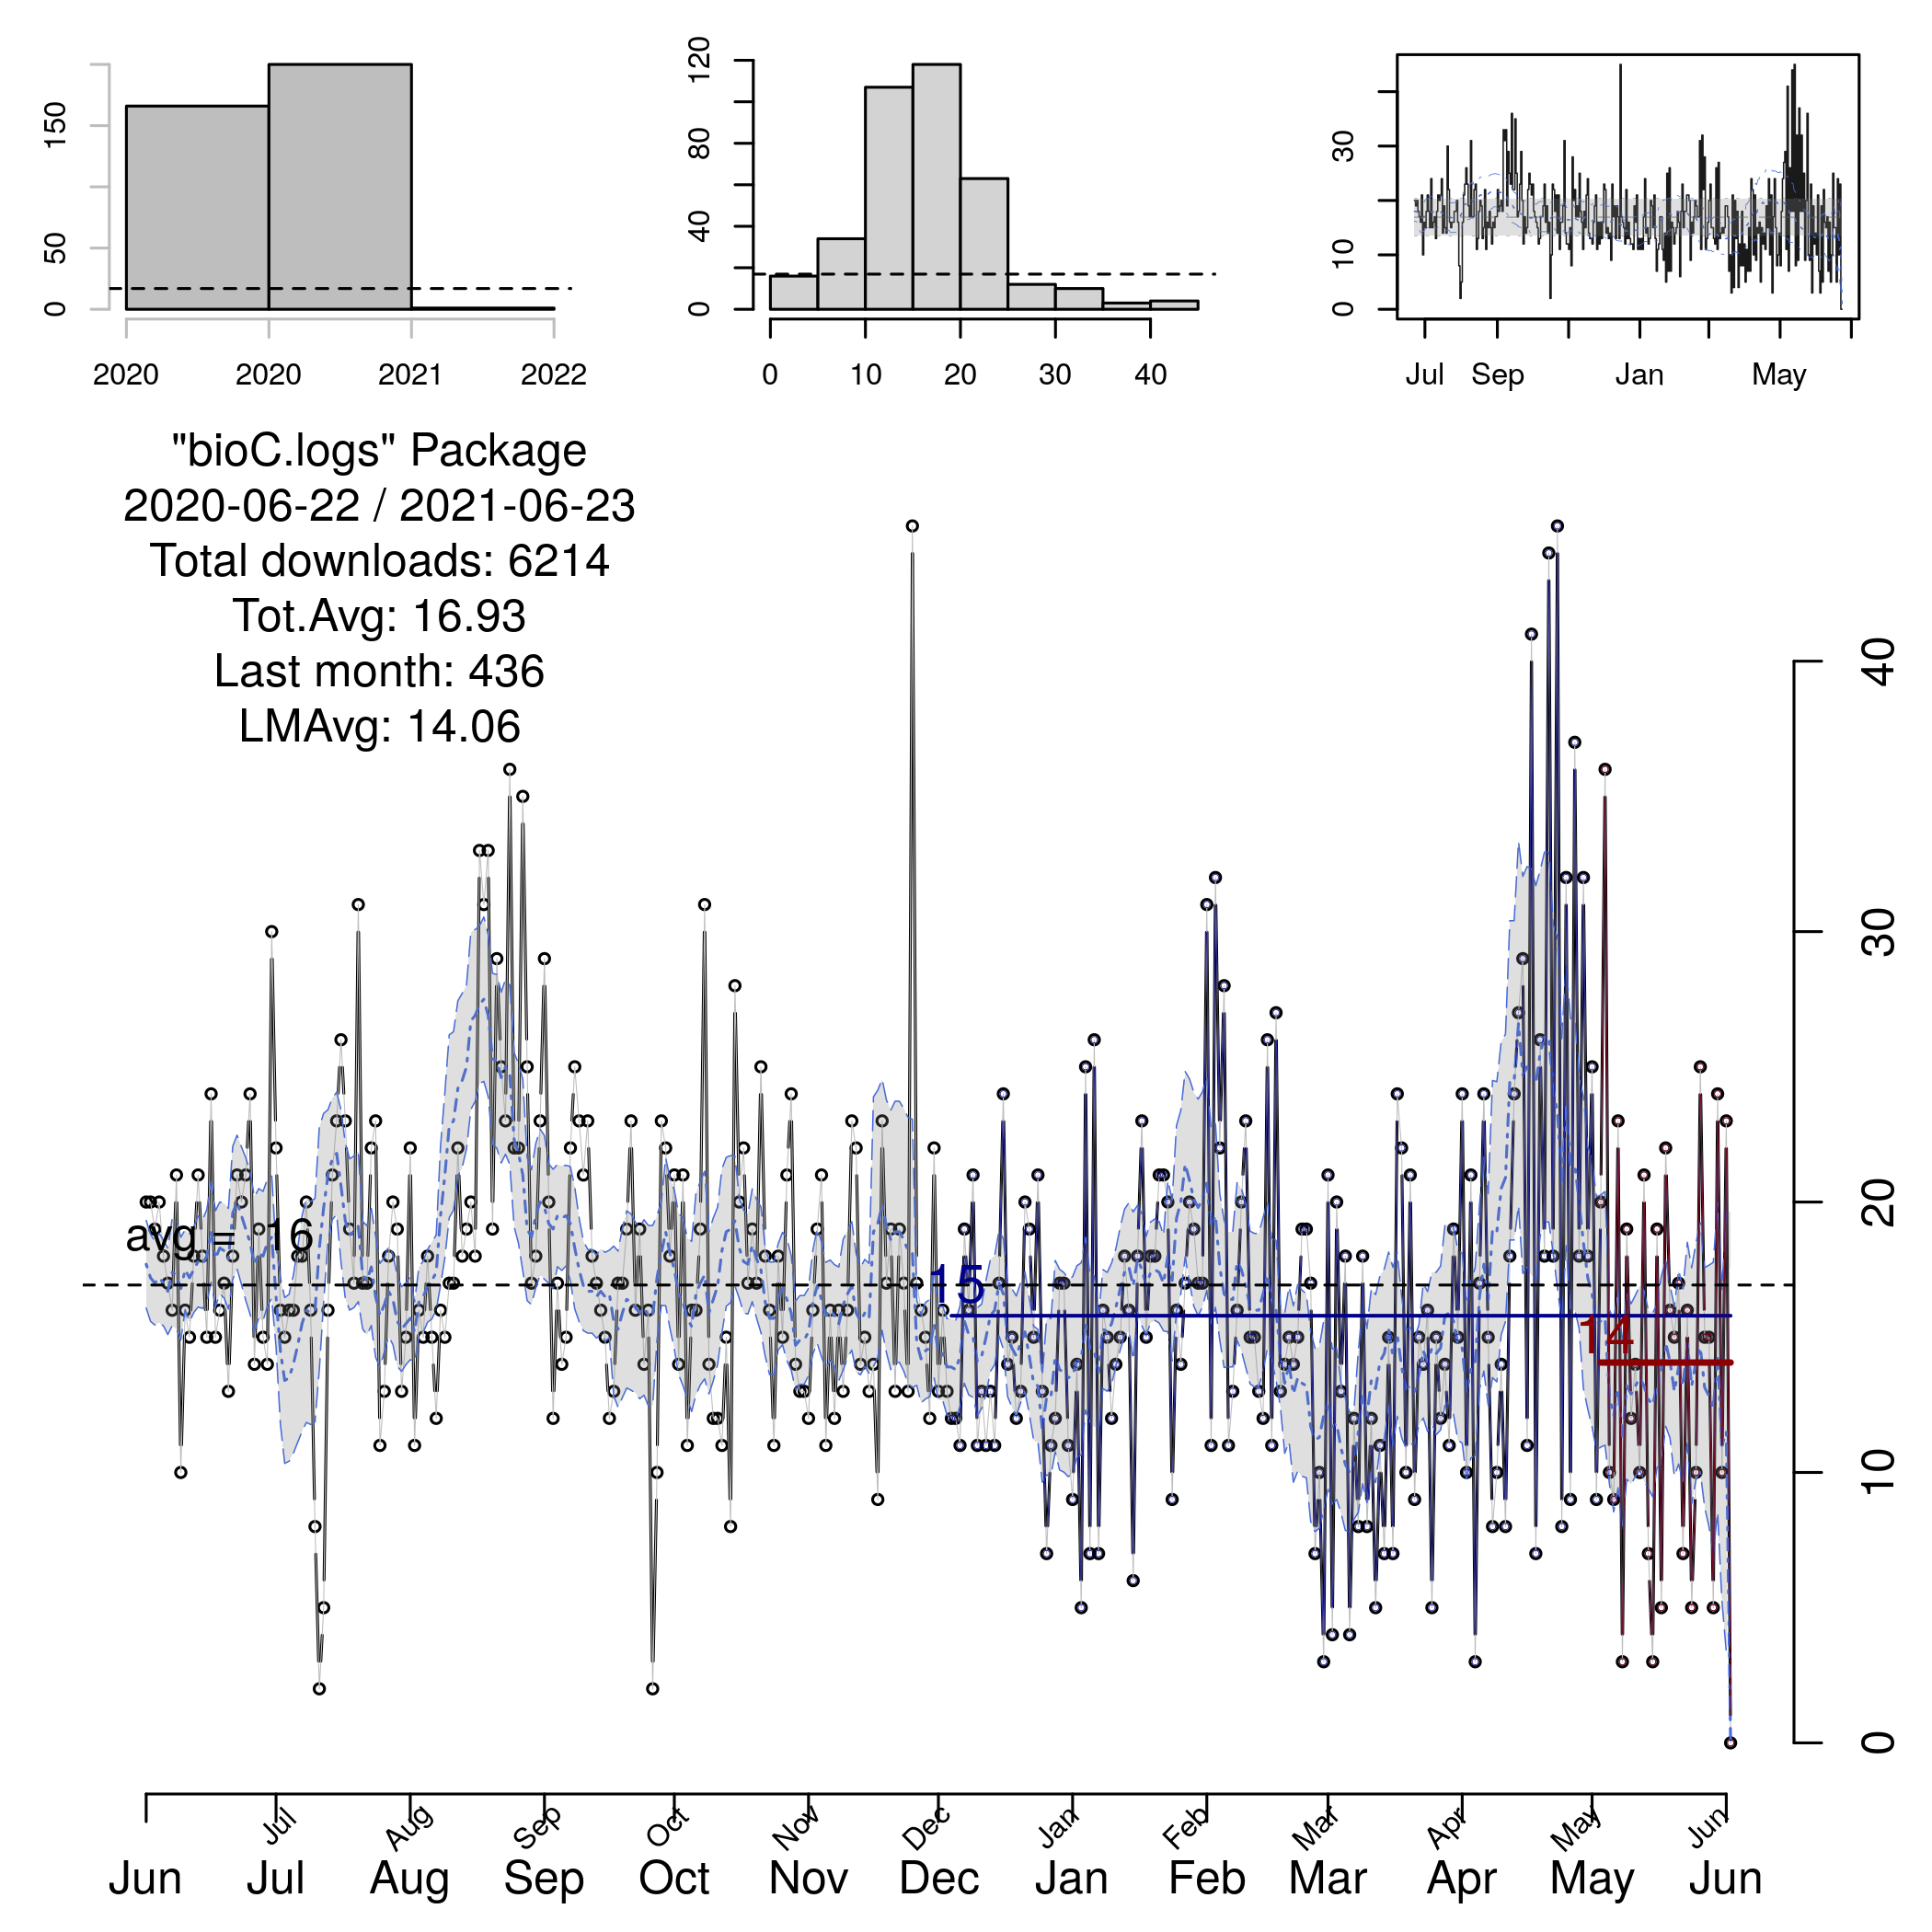 150
50
0
2020 2020 2021 2022
120
80
40
0
0 10 20 30 40
30
10
0
Jul Sep Jan May
"bioC.logs" Package
2020-06-22 / 2021-06-23
Total downloads: 6214
Tot.Avg: 16.93
Last month: 436
LMAvg: 14.06
avg = 16
15
14
40
30
20
10
0
Jul Aug Sep Oct Nov Dec Jan Feb Mar Apr May Jun
Jun Jul Aug Sep Oct Nov Dec Jan Feb Mar Apr May Jun